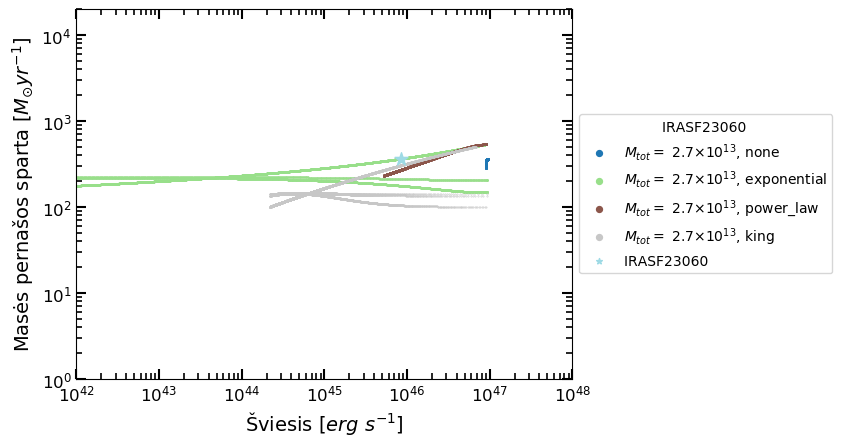 10⁴
10³
10²
10¹
10⁰
Masės pernašos sparta [M⊙yr⁻¹]
10⁴² 10⁴³ 10⁴⁴ 10⁴⁵ 10⁴⁶ 10⁴⁷ 10⁴⁸
Šviesis [erg s⁻¹]
IRASF23060
M_tot = 2.7×10¹³, none
M_tot = 2.7×10¹³, exponential
M_tot = 2.7×10¹³, power_law
M_tot = 2.7×10¹³, king
IRASF23060